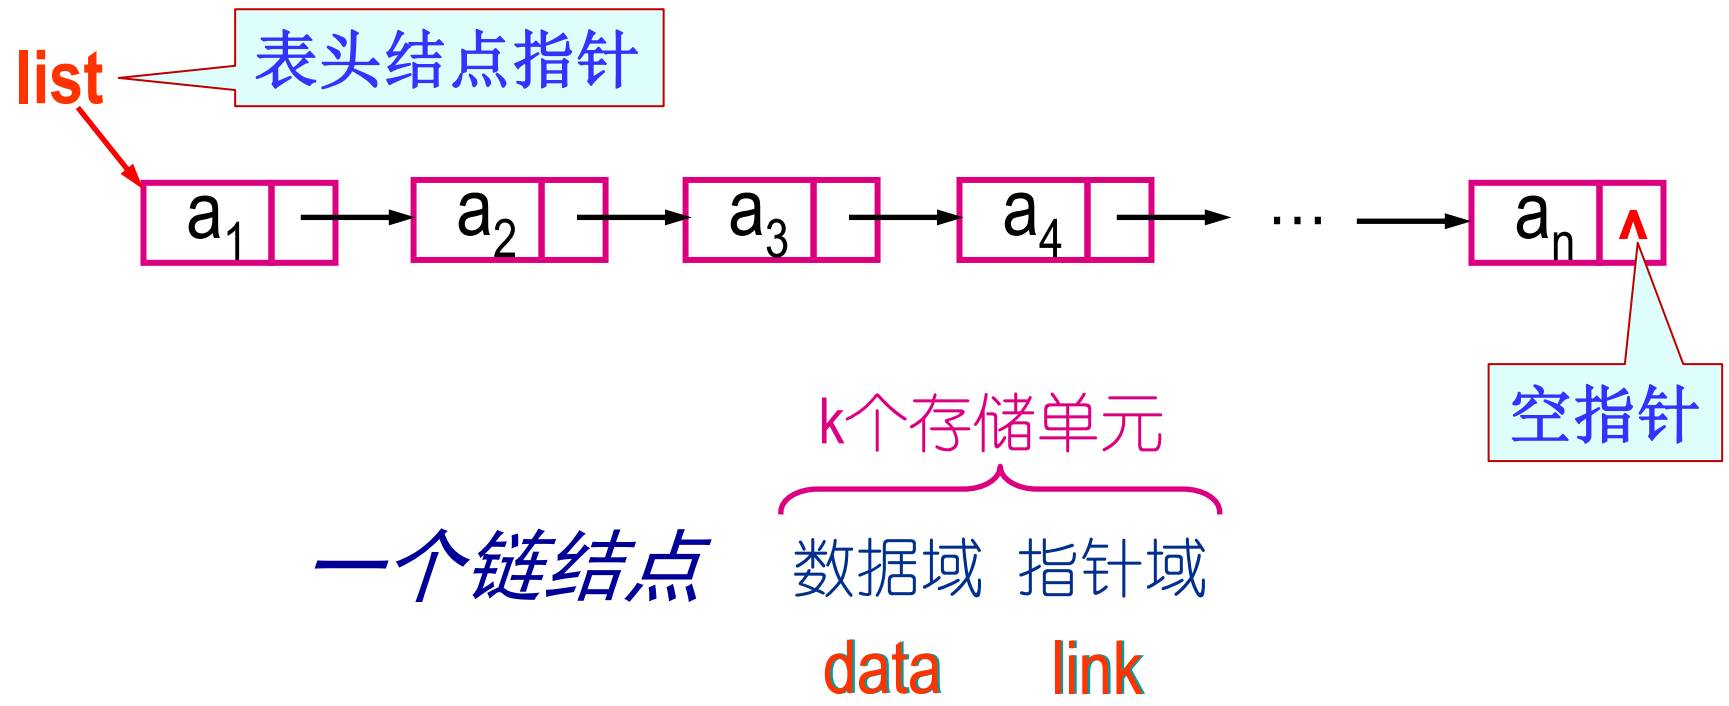 list 表头结点指针
a1 a2 a3 a4 … an ∧
空指针
k个存储单元
一个链结点 数据域 指针域
data link